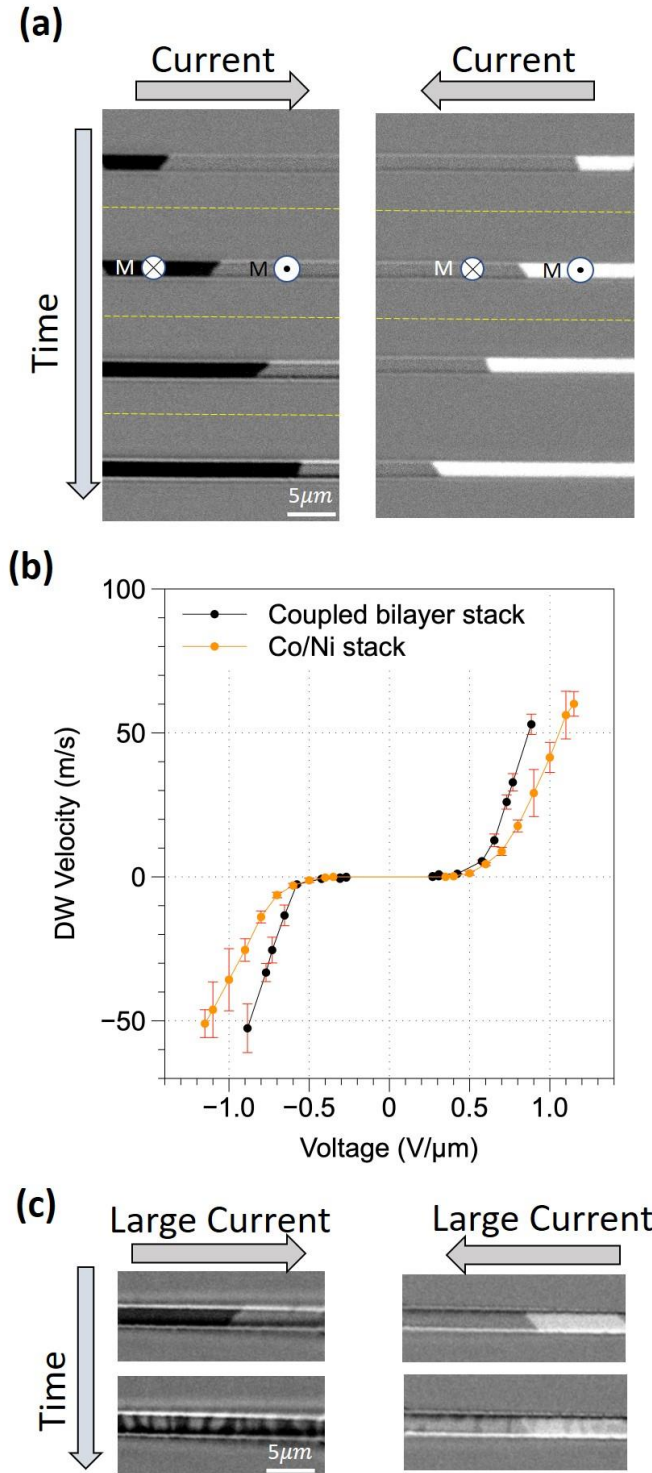 (a)
Current Current
Time
M M M M
5μm
(b)
100
50
0
−50
Coupled bilayer stack
Co/Ni stack
DW Velocity (m/s)
−1.0 −0.5 0 0.5 1.0
Voltage (V/μm)
(c)
Large Current Large Current
Time
5μm